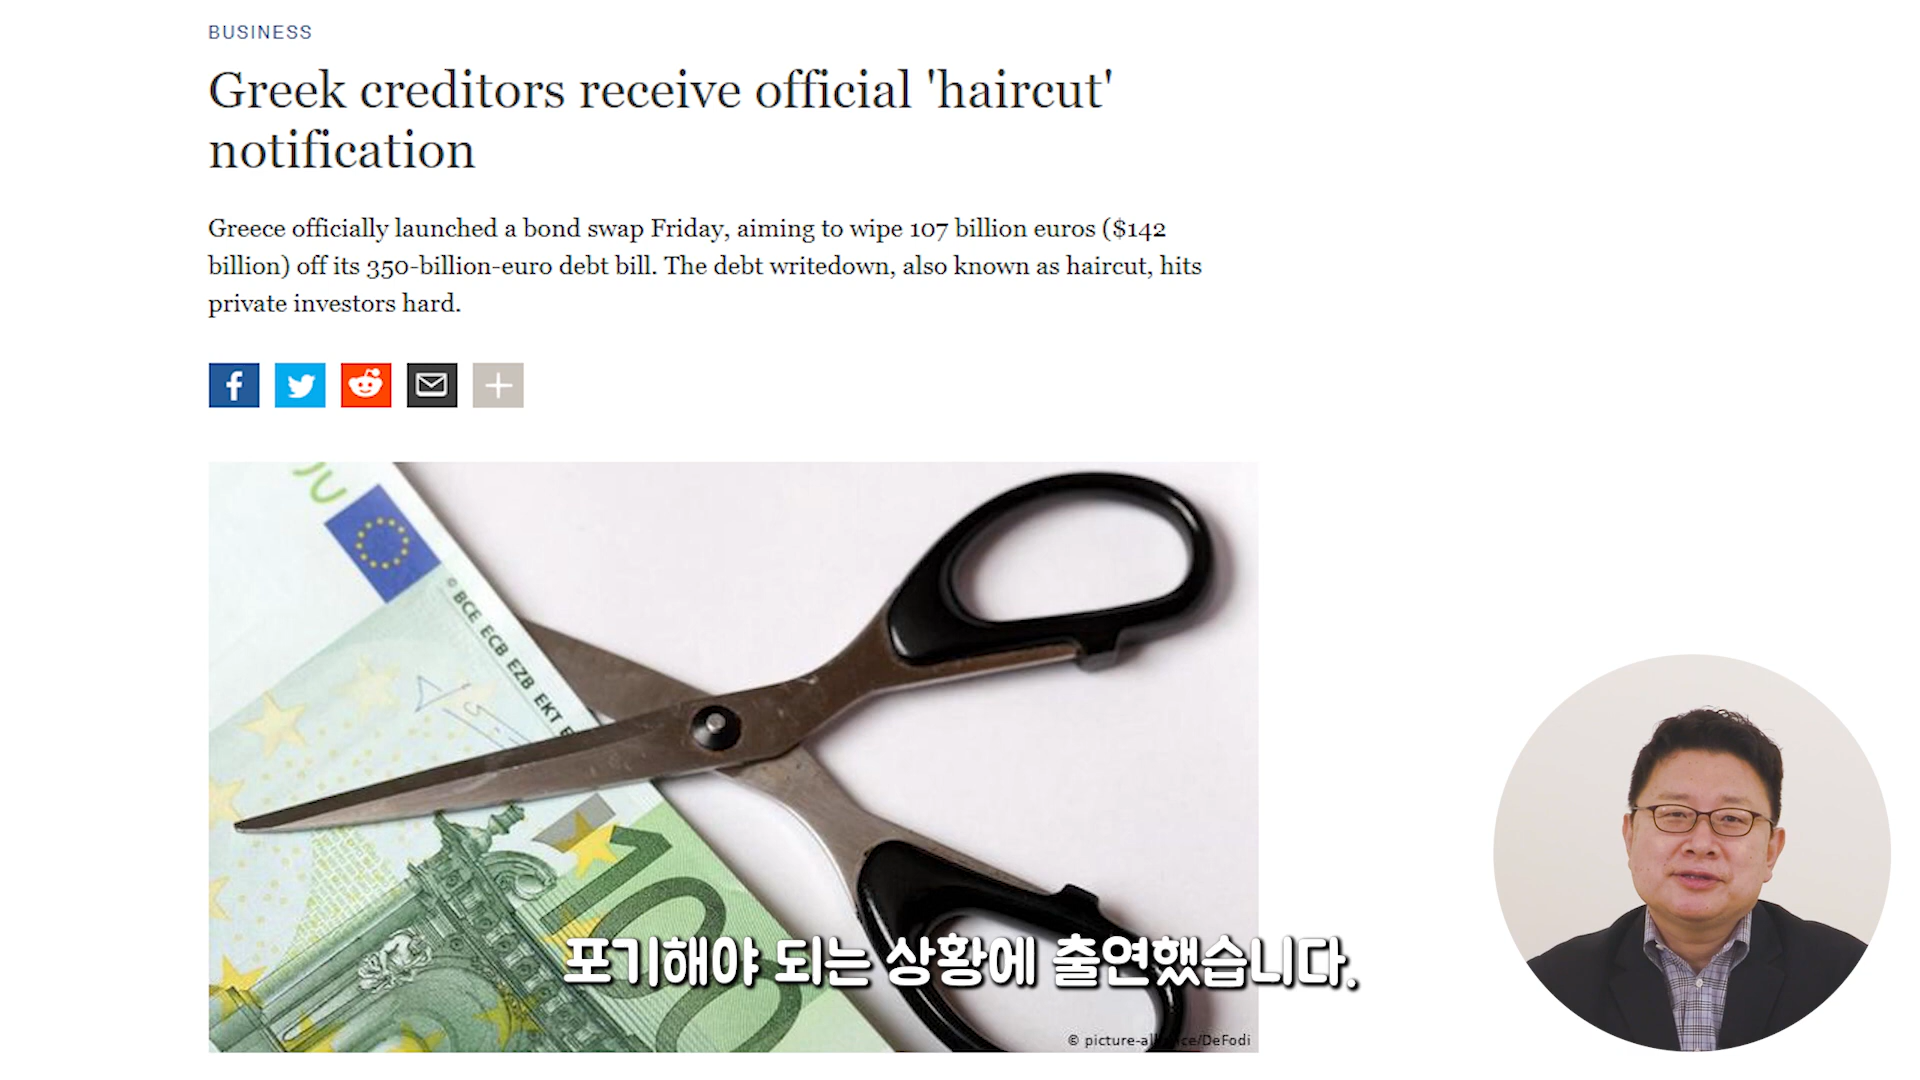 BUSINESS
Greek creditors receive official 'haircut'
notification
Greece officially launched a bond swap Friday, aiming to wipe 107 billion euros ($142
billion) off its 350-billion-euro debt bill. The debt writedown, also known as haircut, hits
private investors hard.
© BCE ECB EZB EKT
100
포기해야 되는 상황에 출연했습니다.
© picture-al ce/DeFodi